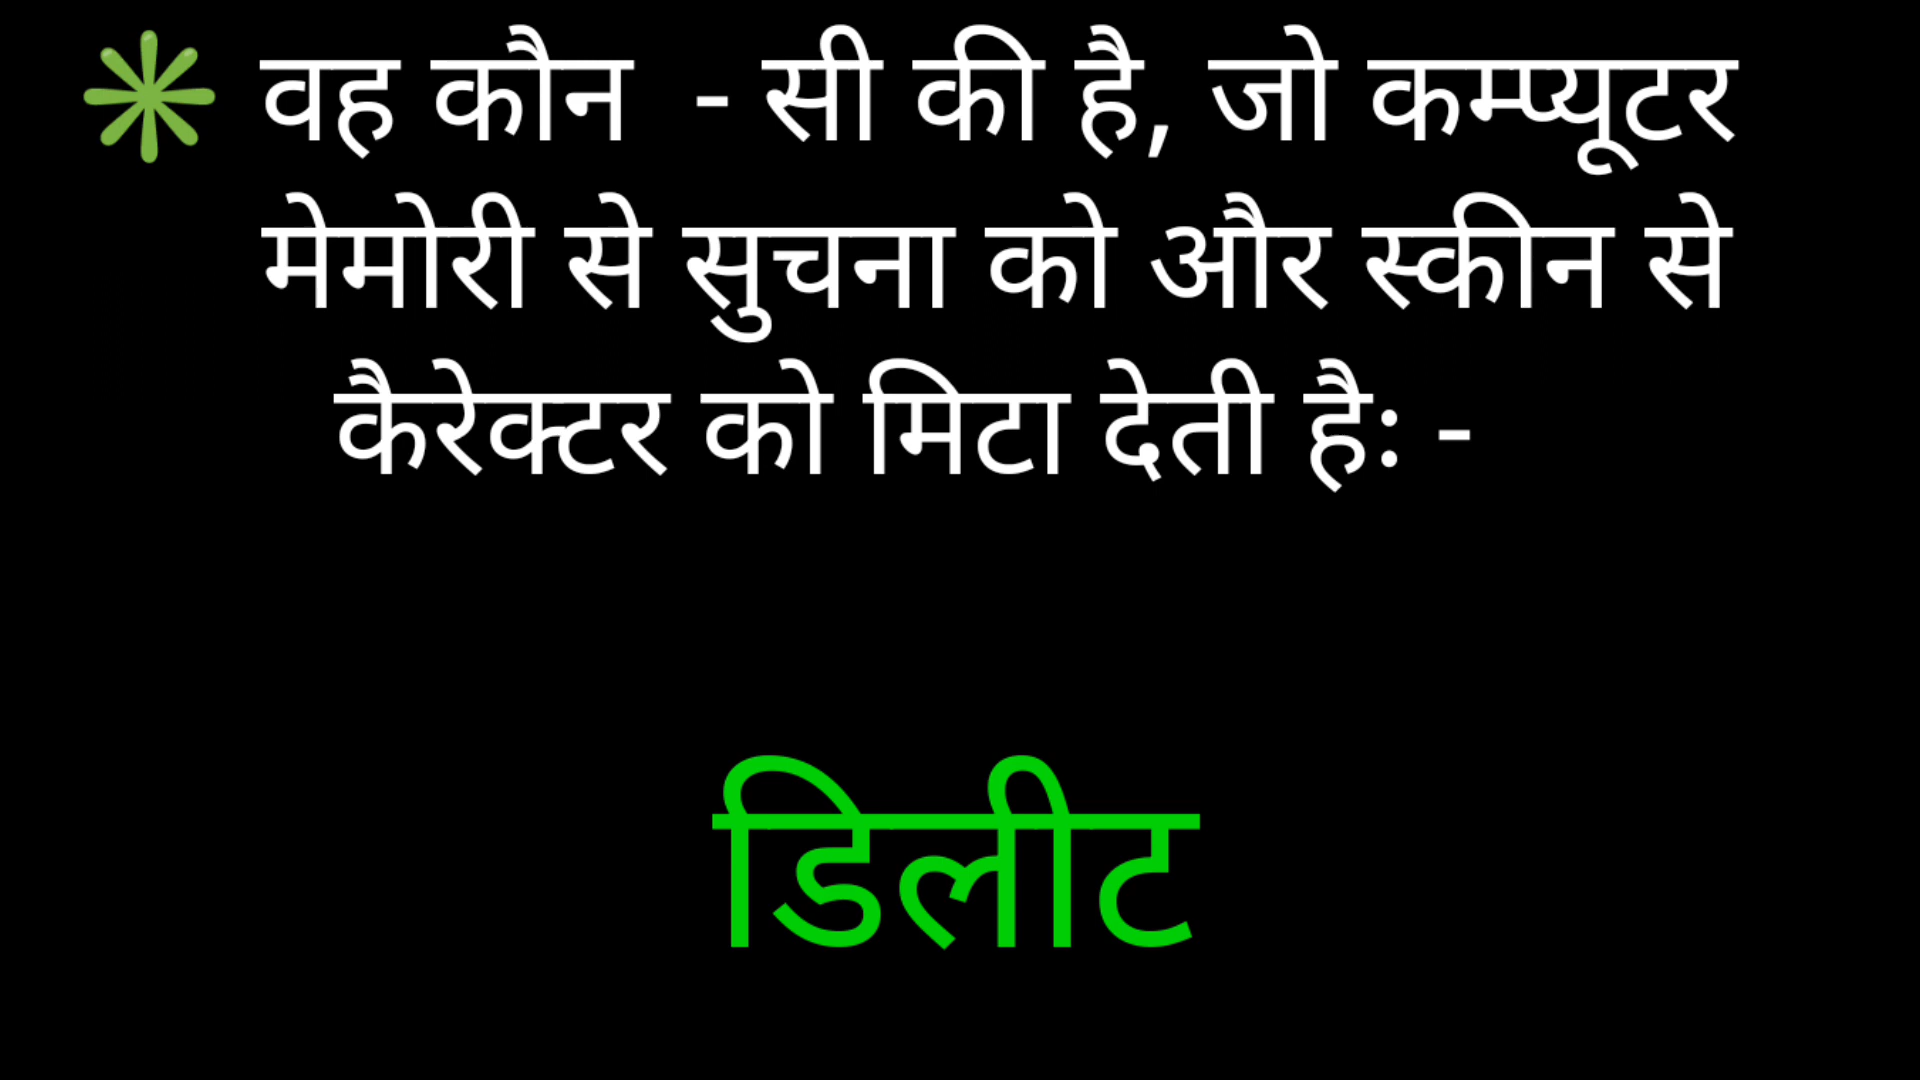 ✳️ वह कौन - सी की है, जो कम्प्यूटर
मेमोरी से सुचना को और स्कीन से
कैरेक्टर को मिटा देती हैः -
डिलीट